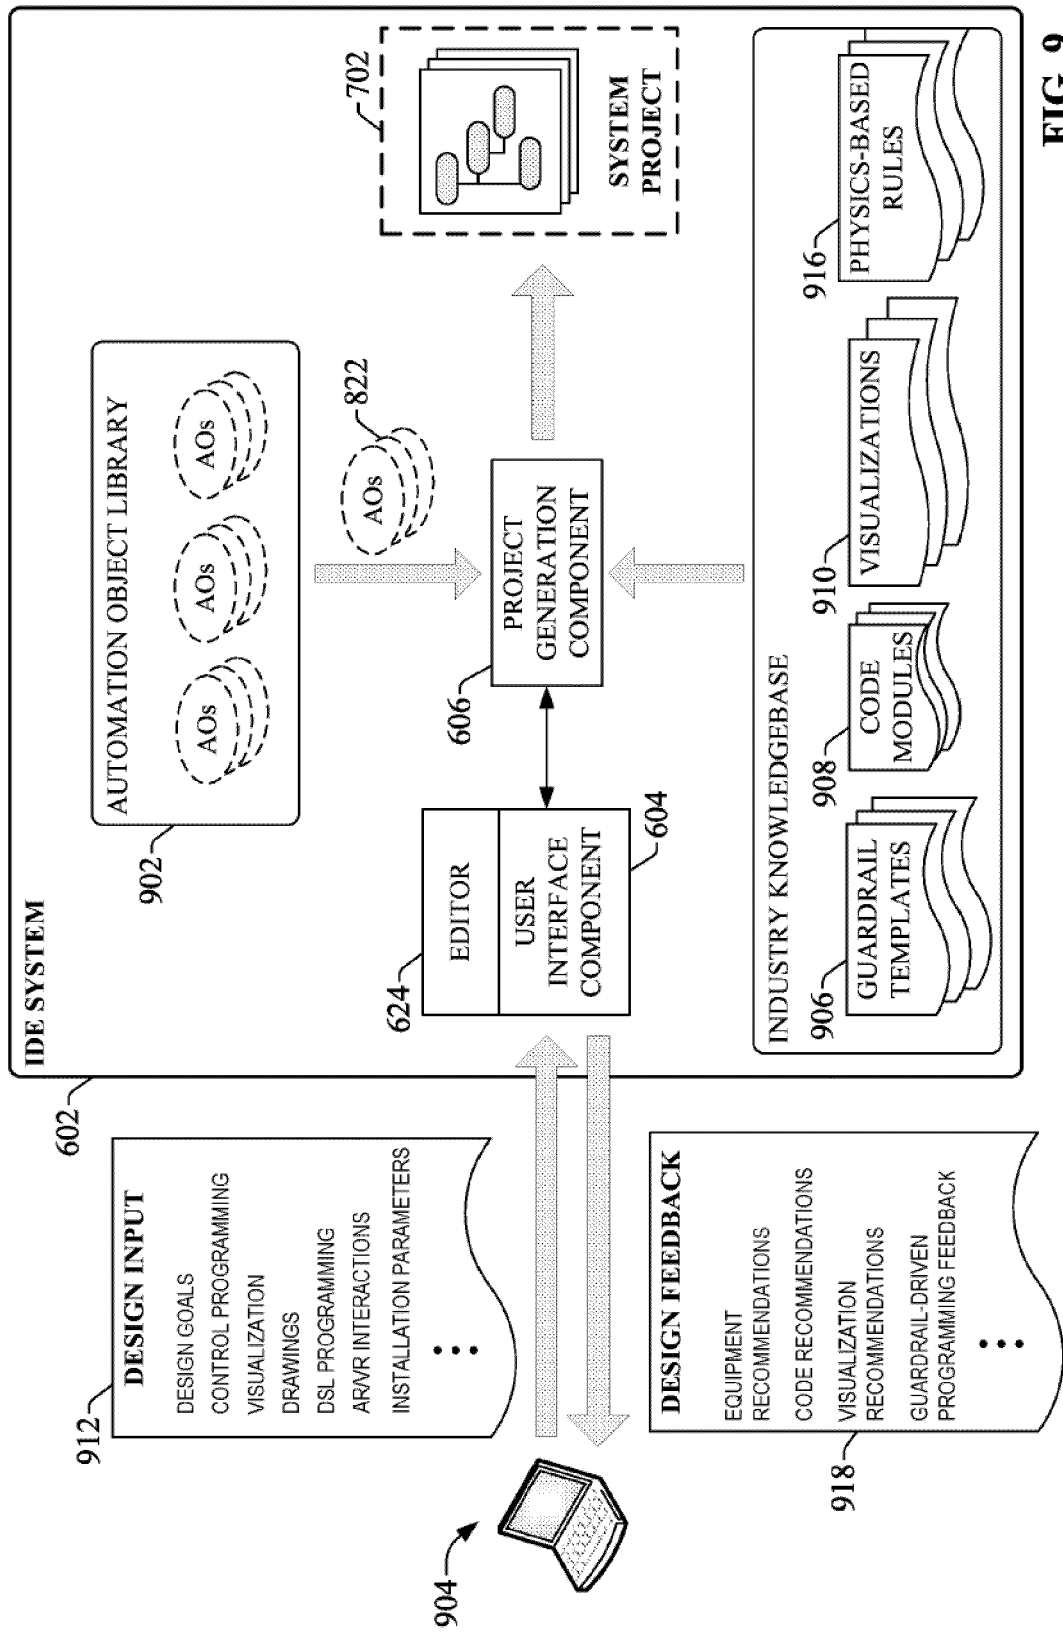 602
IDE SYSTEM
912
DESIGN INPUT
DESIGN GOALS
CONTROL PROGRAMMING
VISUALIZATION
DRAWINGS
DSL PROGRAMMING
AR/VR INTERACTIONS
INSTALLATION PARAMETERS
902
AUTOMATION OBJECT LIBRARY
AOs
AOs
AOs
AOs
822
702
SYSTEM
PROJECT
624
EDITOR
USER
INTERFACE
COMPONENT
604
606
PROJECT
GENERATION
COMPONENT
904
918
DESIGN FEEDBACK
EQUIPMENT
RECOMMENDATIONS
CODE RECOMMENDATIONS
VISUALIZATION
RECOMMENDATIONS
GUARDRAIL-DRIVEN
PROGRAMMING FEEDBACK
INDUSTRY KNOWLEDGEBASE
906
GUARDRAIL
TEMPLATES
908
CODE
MODULES
910
VISUALIZATIONS
916
PHYSICS-BASED
RULES
FIG. 9